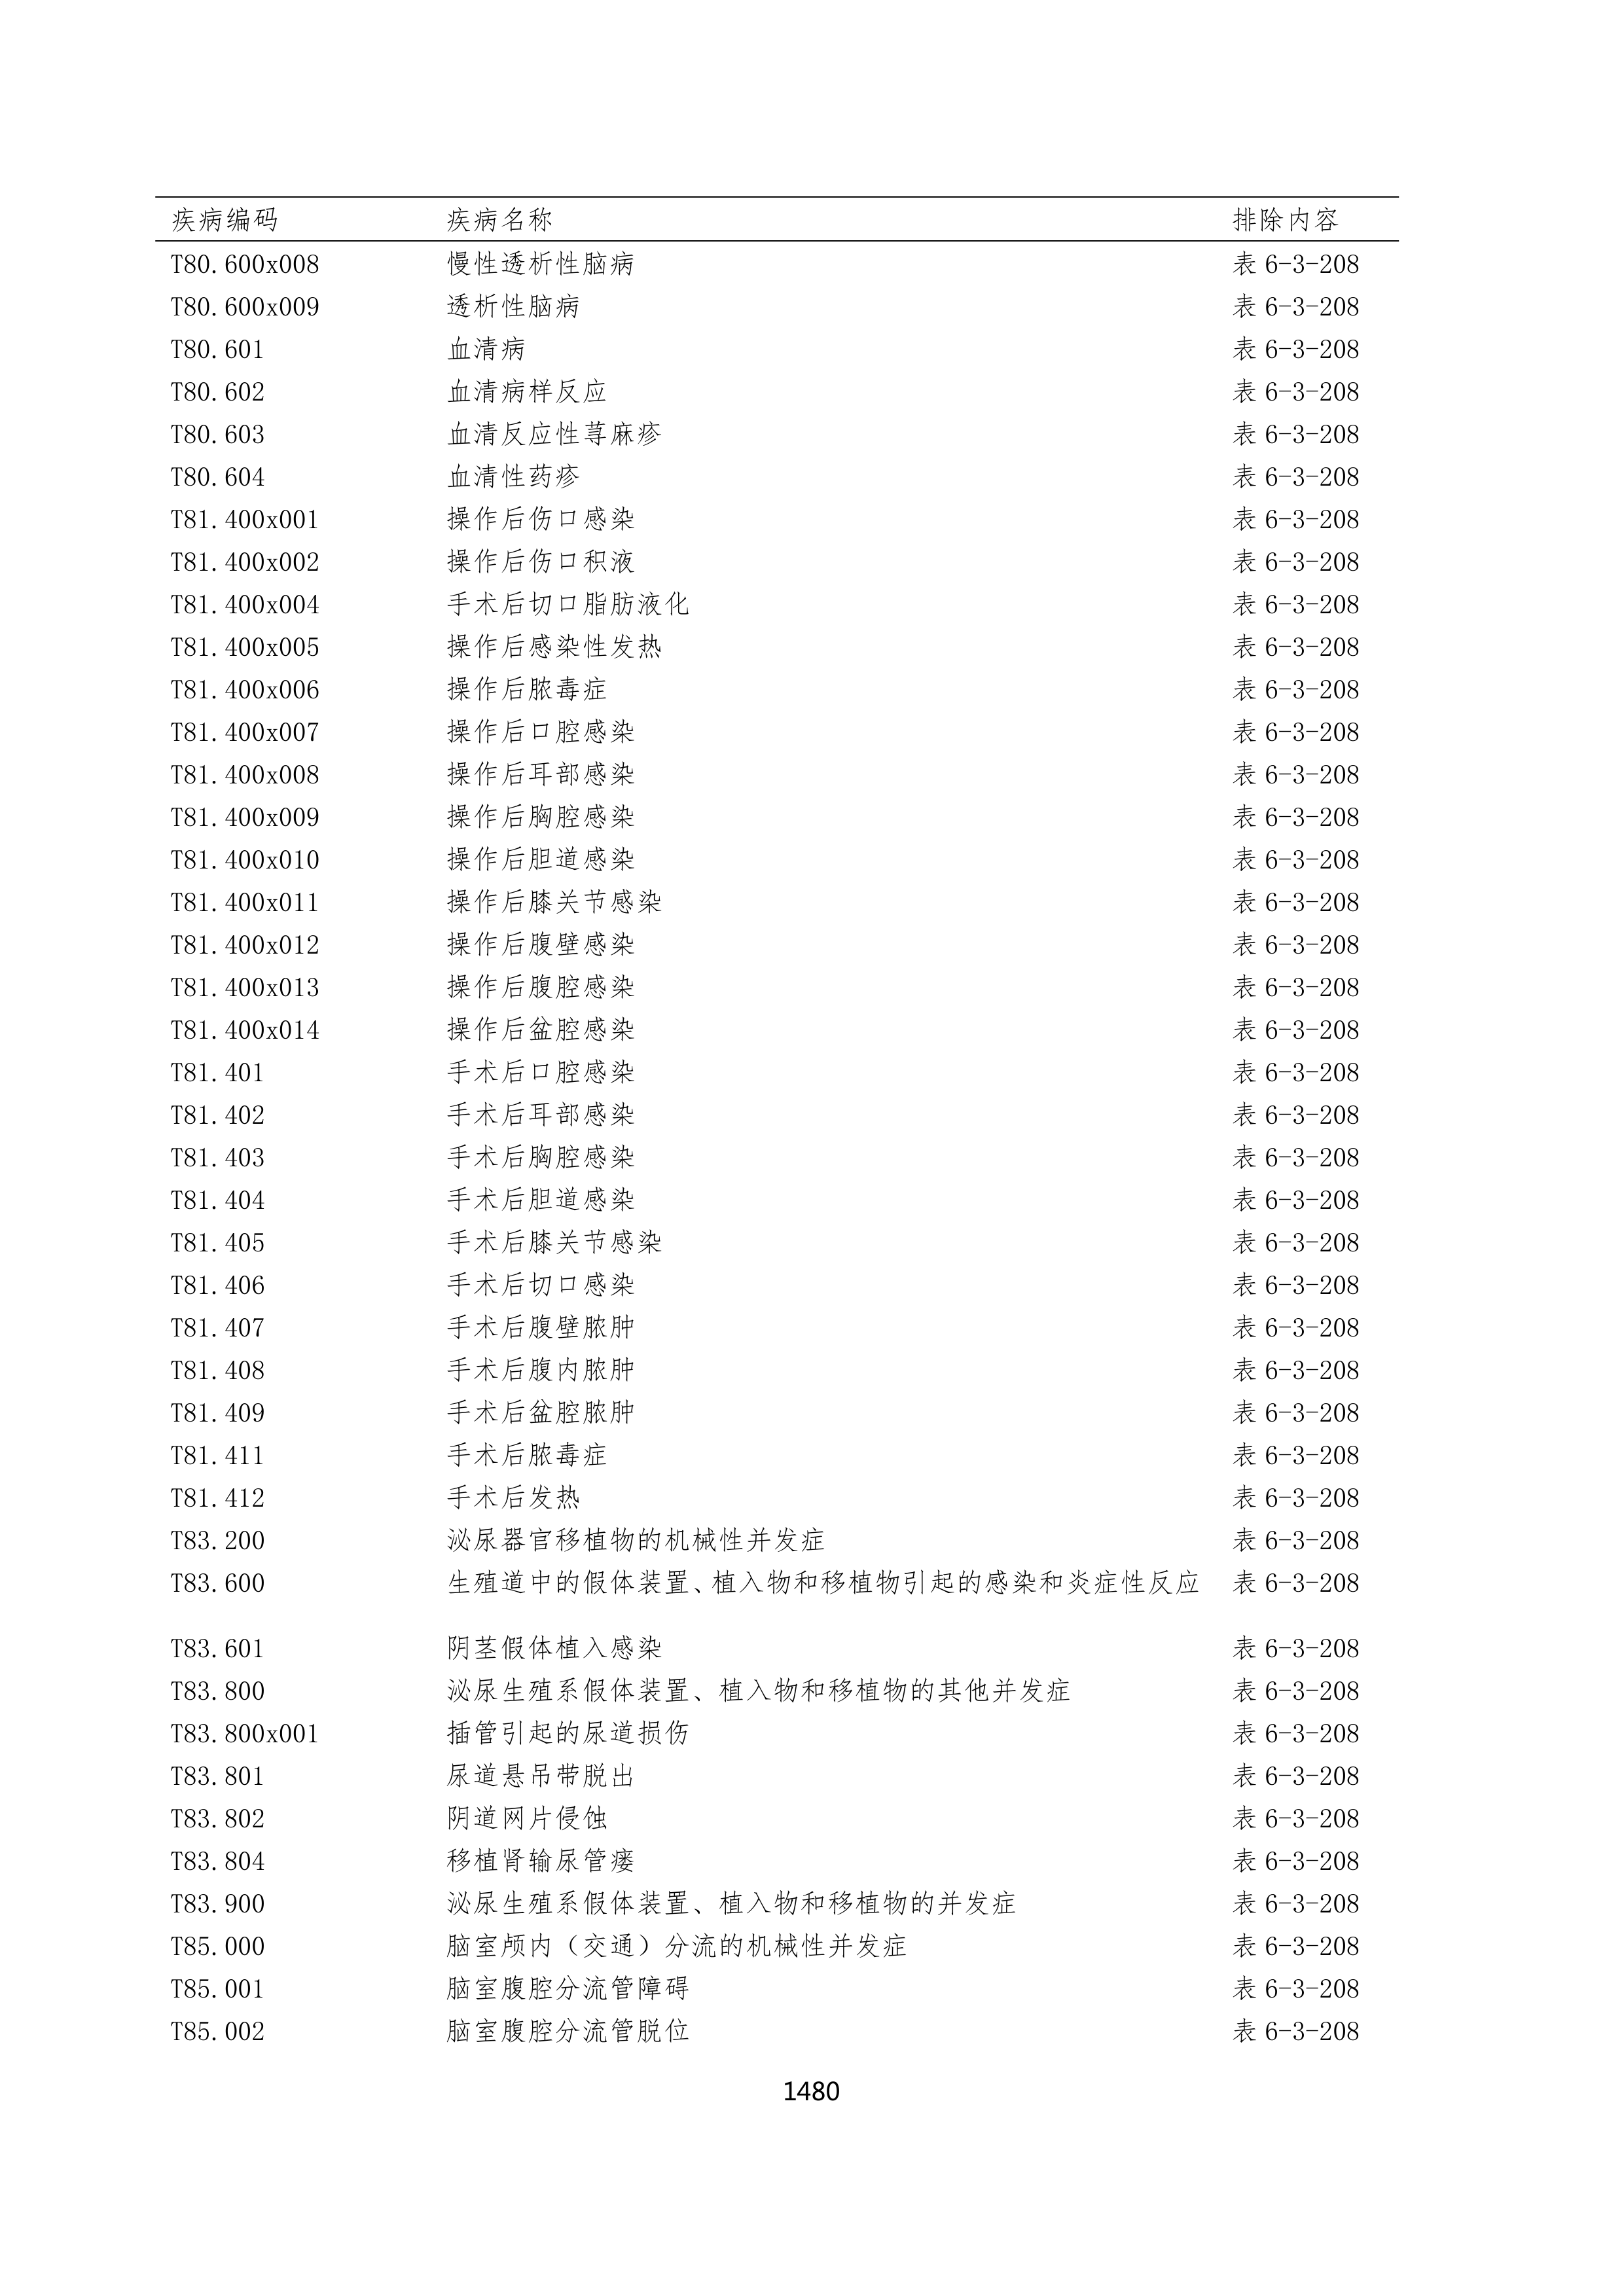 疾病编码 疾病名称 排除内容
T80.600x008 慢性透析性脑病 表 6-3-208
T80.600x009 透析性脑病 表 6-3-208
T80.601 血清病 表 6-3-208
T80.602 血清病样反应 表 6-3-208
T80.603 血清反应性荨麻疹 表 6-3-208
T80.604 血清性药疹 表 6-3-208
T81.400x001 操作后伤口感染 表 6-3-208
T81.400x002 操作后伤口积液 表 6-3-208
T81.400x004 手术后切口脂肪液化 表 6-3-208
T81.400x005 操作后感染性发热 表 6-3-208
T81.400x006 操作后脓毒症 表 6-3-208
T81.400x007 操作后口腔感染 表 6-3-208
T81.400x008 操作后耳部感染 表 6-3-208
T81.400x009 操作后胸腔感染 表 6-3-208
T81.400x010 操作后胆道感染 表 6-3-208
T81.400x011 操作后膝关节感染 表 6-3-208
T81.400x012 操作后腹壁感染 表 6-3-208
T81.400x013 操作后腹腔感染 表 6-3-208
T81.400x014 操作后盆腔感染 表 6-3-208
T81.401 手术后口腔感染 表 6-3-208
T81.402 手术后耳部感染 表 6-3-208
T81.403 手术后胸腔感染 表 6-3-208
T81.404 手术后胆道感染 表 6-3-208
T81.405 手术后膝关节感染 表 6-3-208
T81.406 手术后切口感染 表 6-3-208
T81.407 手术后腹壁脓肿 表 6-3-208
T81.408 手术后腹内脓肿 表 6-3-208
T81.409 手术后盆腔脓肿 表 6-3-208
T81.411 手术后脓毒症 表 6-3-208
T81.412 手术后发热 表 6-3-208
T83.200 泌尿器官移植物的机械性并发症 表 6-3-208
T83.600 生殖道中的假体装置、植入物和移植物引起的感染和炎症性反应 表 6-3-208
T83.601 阴茎假体植入感染 表 6-3-208
T83.800 泌尿生殖系假体装置、植入物和移植物的其他并发症 表 6-3-208
T83.800x001 插管引起的尿道损伤 表 6-3-208
T83.801 尿道悬吊带脱出 表 6-3-208
T83.802 阴道网片侵蚀 表 6-3-208
T83.804 移植肾输尿管瘘 表 6-3-208
T83.900 泌尿生殖系假体装置、植入物和移植物的并发症 表 6-3-208
T85.000 脑室颅内（交通）分流的机械性并发症 表 6-3-208
T85.001 脑室腹腔分流管障碍 表 6-3-208
T85.002 脑室腹腔分流管脱位 表 6-3-208
1480